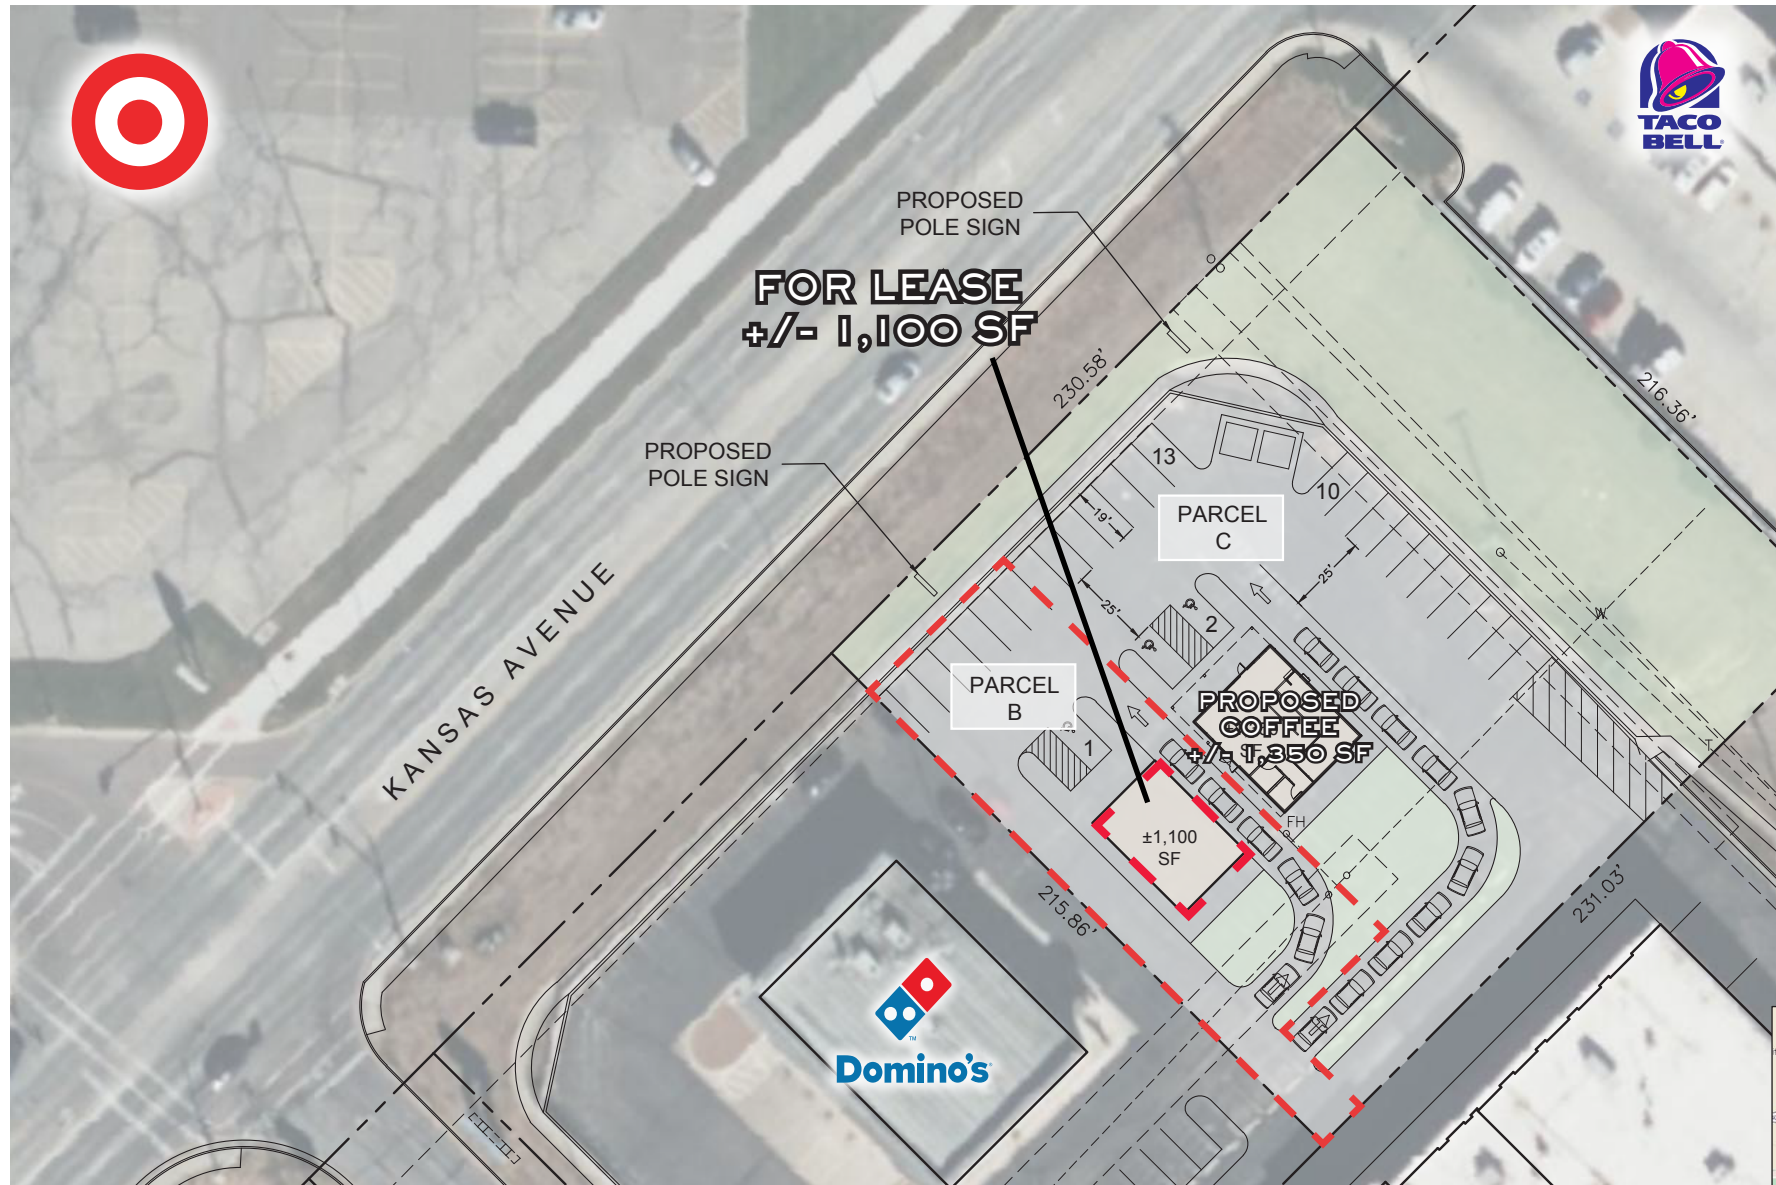 TACO
BELL
PROPOSED
POLE SIGN
FOR LEASE
+/- 1,100 SF
230.58'
216.36'
PROPOSED
POLE SIGN
13
10
19'
PARCEL
C
25'
25'
2
KANSAS AVENUE
W
PARCEL
B
PROPOSED
COFFEE
+/- 1,350 SF
1
T
FH
±1,100
SF
215.86'
231.03'
Domino's
TM